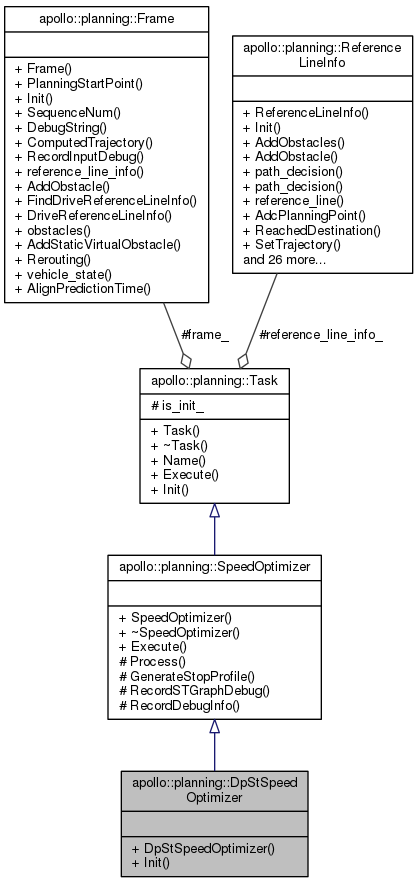 apollo::planning::Frame
+ Frame()
+ PlanningStartPoint()
+ Init()
+ SequenceNum()
+ DebugString()
+ ComputedTrajectory()
+ RecordInputDebug()
+ reference_line_info()
+ AddObstacle()
+ FindDriveReferenceLineInfo()
+ DriveReferenceLineInfo()
+ obstacles()
+ AddStaticVirtualObstacle()
+ Rerouting()
+ vehicle_state()
+ AlignPredictionTime()
apollo::planning::Reference
LineInfo
+ ReferenceLineInfo()
+ Init()
+ AddObstacles()
+ AddObstacle()
+ path_decision()
+ path_decision()
+ reference_line()
+ AdcPlanningPoint()
+ ReachedDestination()
+ SetTrajectory()
and 26 more...
#frame_
#reference_line_info_
apollo::planning::Task
# is_init_
+ Task()
+ ~Task()
+ Name()
+ Execute()
+ Init()
apollo::planning::SpeedOptimizer
+ SpeedOptimizer()
+ ~SpeedOptimizer()
+ Execute()
# Process()
# GenerateStopProfile()
# RecordSTGraphDebug()
# RecordDebugInfo()
apollo::planning::DpStSpeed
Optimizer
+ DpStSpeedOptimizer()
+ Init()